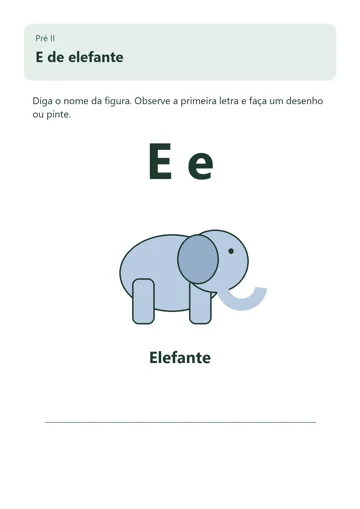 Pré II
E de elefante
Diga o nome da figura. Observe a primeira letra e faça um desenho
ou pinte.
E e
Elefante